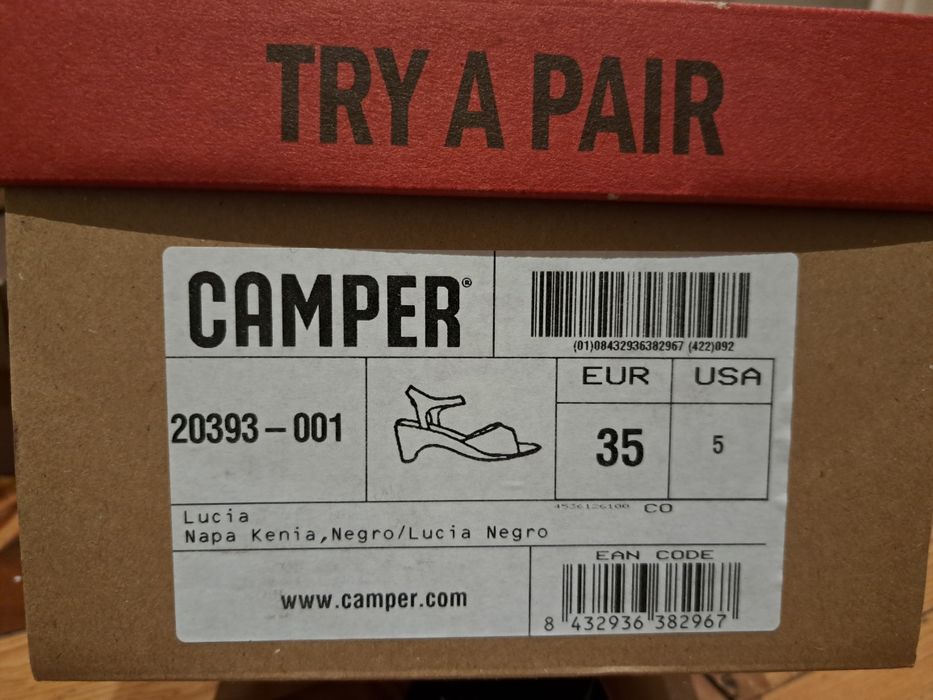 TRY A PAIR
CAMPER®
(01)08432936382967 (422)092
EUR USA
20393-001
35 5
4536126100 CO
Lucia
Napa Kenia,Negro/Lucia Negro
EAN CODE
www.camper.com
8 432936 382967